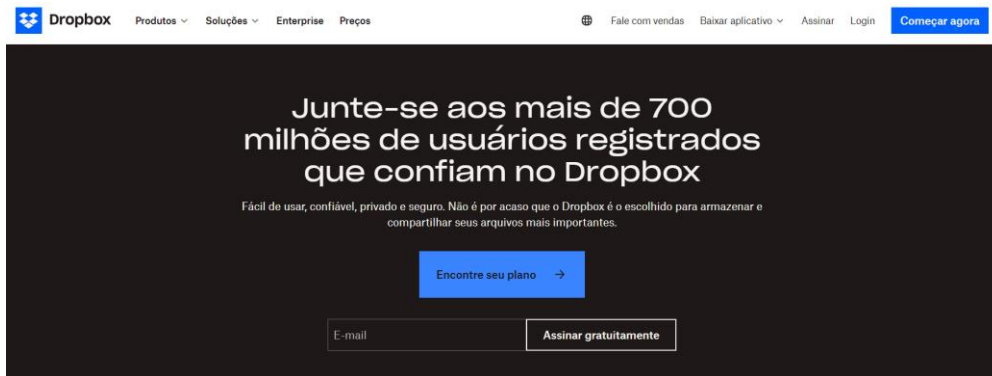 Dropbox Produtos Soluções Enterprise Preços Fale com vendas Baixar aplicativo Assinar Login Começar agora
Junte-se aos mais de 700
milhões de usuários registrados
que confiam no Dropbox
Fácil de usar, confiável, privado e seguro. Não é por acaso que o Dropbox é o escolhido para armazenar e
compartilhar seus arquivos mais importantes.
Encontre seu plano →
E-mail Assinar gratuitamente